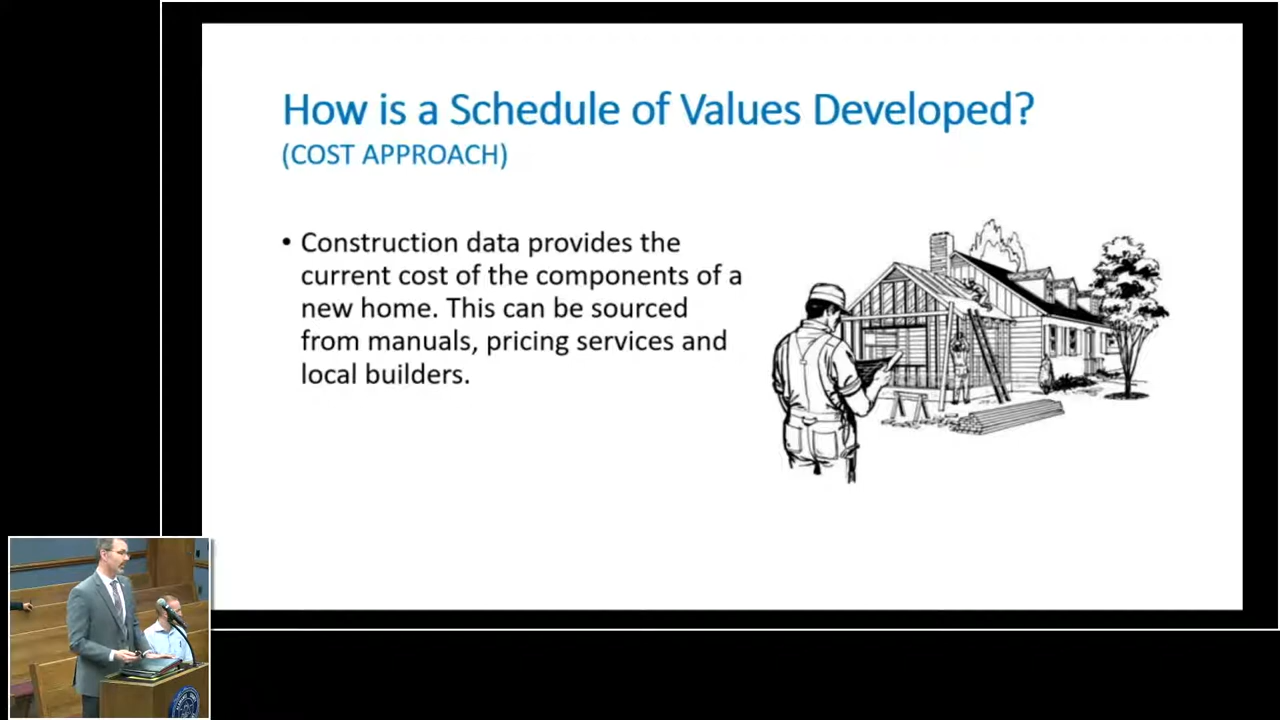 How is a Schedule of Values Developed?
(COST APPROACH)
• Construction data provides the
current cost of the components of a
new home. This can be sourced
from manuals, pricing services and
local builders.